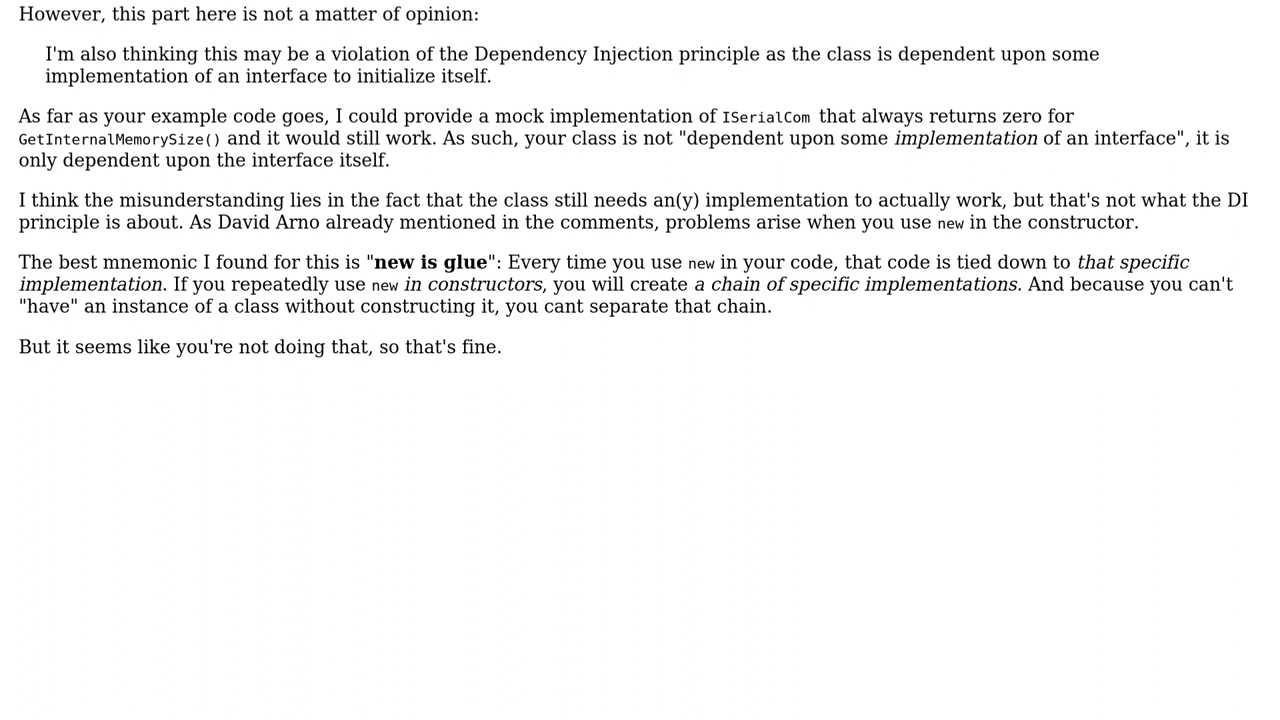 However, this part here is not a matter of opinion:
I'm also thinking this may be a violation of the Dependency Injection principle as the class is dependent upon some
implementation of an interface to initialize itself.
As far as your example code goes, I could provide a mock implementation of ISerialCom that always returns zero for
GetInternalMemorySize() and it would still work. As such, your class is not "dependent upon some implementation of an interface", it is
only dependent upon the interface itself.
I think the misunderstanding lies in the fact that the class still needs an(y) implementation to actually work, but that's not what the DI
principle is about. As David Arno already mentioned in the comments, problems arise when you use new in the constructor.
The best mnemonic I found for this is "new is glue": Every time you use new in your code, that code is tied down to that specific
implementation. If you repeatedly use new in constructors, you will create a chain of specific implementations. And because you can't
"have" an instance of a class without constructing it, you cant separate that chain.
But it seems like you're not doing that, so that's fine.